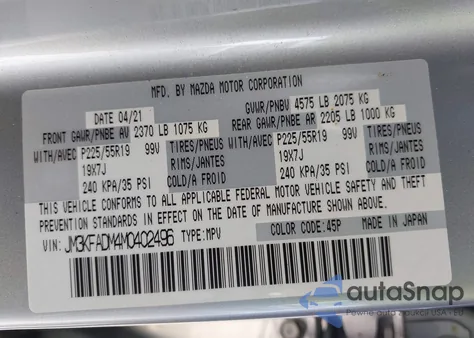 MFD. BY MAZDA MOTOR CORPORATION
DATE 04/21 GVWR/PNBV 4575 LB 2075 KG
FRONT GAWR/PNBE AV 2370 LB 1075 KG REAR GAWR/PNBE AR 2205 LB 1000 KG
WITH/AVEC P225/55R19 99V TIRES/PNEUS WITH/AVEC P225/55R19 99V TIRES/PNEUS
19X7J RIMS/JANTES 19X7J RIMS/JANTES
240 KPA/35 PSI COLD/A FROID 240 KPA/35 PSI COLD/A FROID
THIS VEHICLE CONFORMS TO ALL APPLICABLE FEDERAL MOTOR VEHICLE SAFETY AND THEFT
PREVENTION STANDARDS IN EFFECT ON THE DATE OF MANUFACTURE SHOWN ABOVE.
VIN: JM3KFADM4M0402496 TYPE:MPV COLOR CODE:45P MADE IN JAPAN
autoSnap